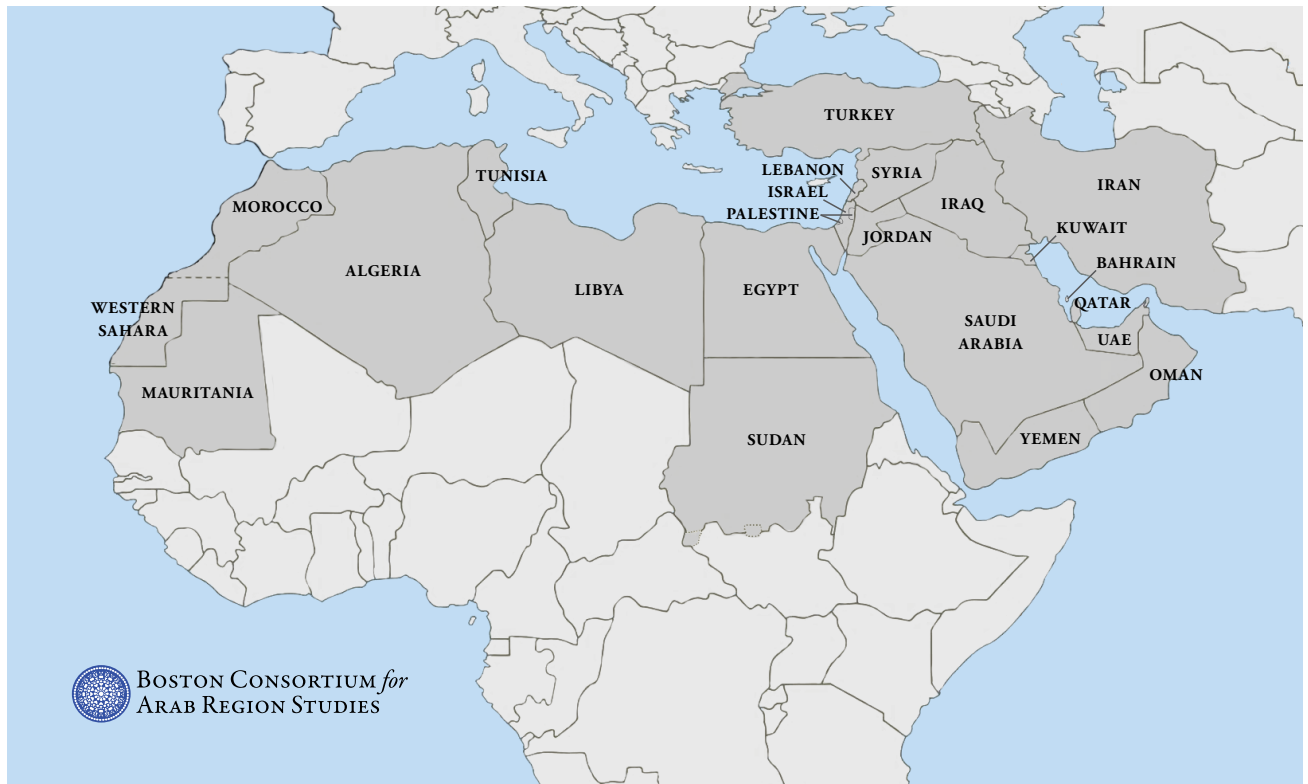 TURKEY
LEBANON
SYRIA
TUNISIA
ISRAEL
IRAN
MOROCCO
IRAQ
PALESTINE
KUWAIT
JORDAN
BAHRAIN
ALGERIA
LIBYA
EGYPT
QATAR
WESTERN
SAHARA
SAUDI
ARABIA
UAE
OMAN
MAURITANIA
SUDAN
YEMEN
BOSTON CONSORTIUM for
ARAB REGION STUDIES